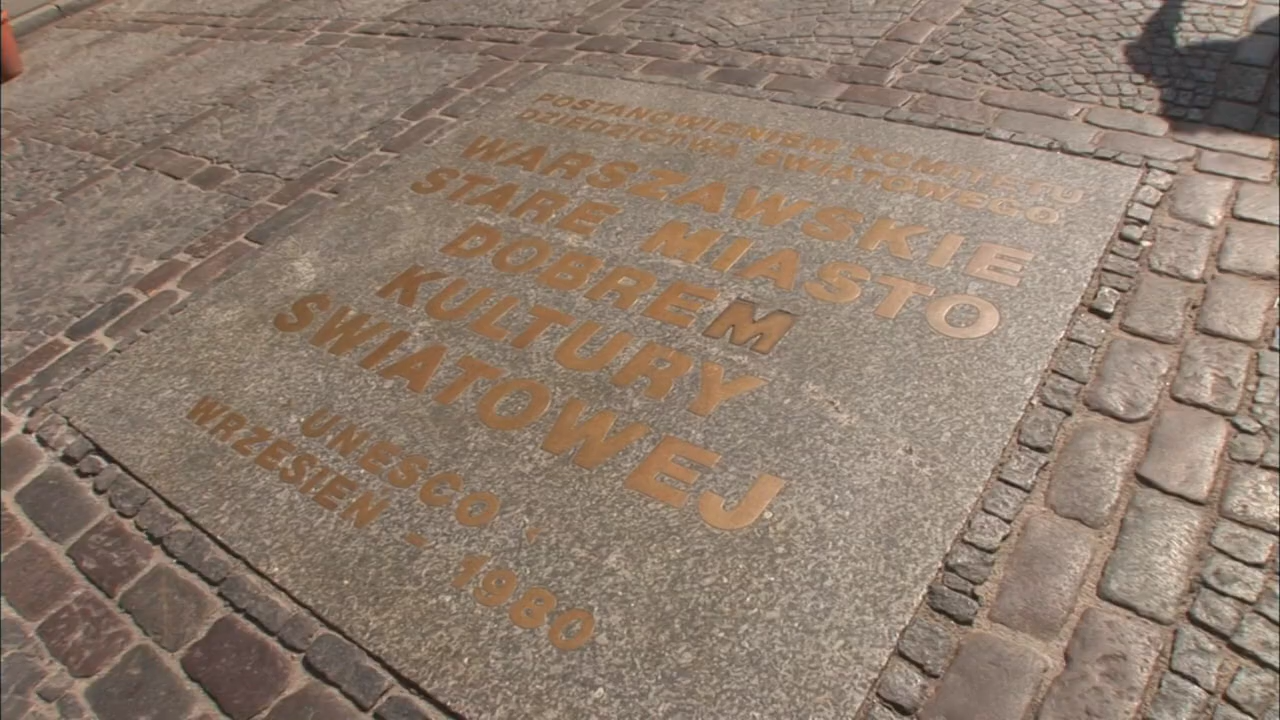 POSTANOWIENIEM KOMITETU
DZIEDZICTWA ŚWIATOWEGO
WARSZAWSKIE
STARE MIASTO
DOBREM
KULTURY
ŚWIATOWEJ
UNESCO,
WRZESIEŃ - 1980